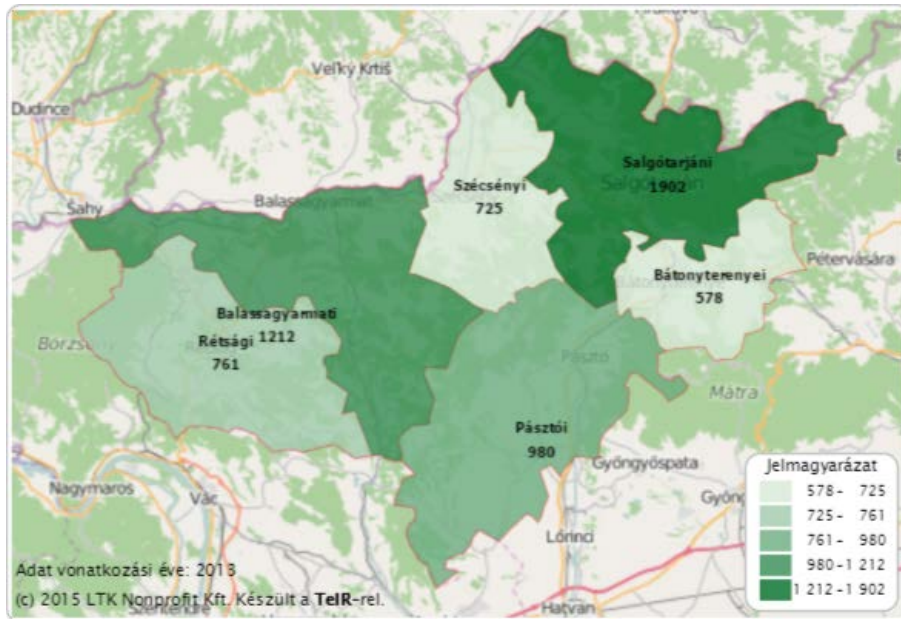 Hrušovo
Veľký Krtíš
Dudince
Salgótarjáni
1902
Szécsényi
725
Balassagyarmat
Šahy
Pétervására
Bátonyterenyei
578
Balassagyarmati
1212
Rétsági
761
Börzsöny
Pásztó
Mátra
Pásztói
980
Gyöngyöspata
Nagymaros
Vác
Lőrinci
Szentendre
Hatvan
Adat vonatkozási éve: 2013
(c) 2015 LTK Nonprofit Kft. Készült a TeIR-rel.
Jelmagyarázat
578 - 725
725 - 761
761 - 980
980 - 1 212
1 212 - 1 902